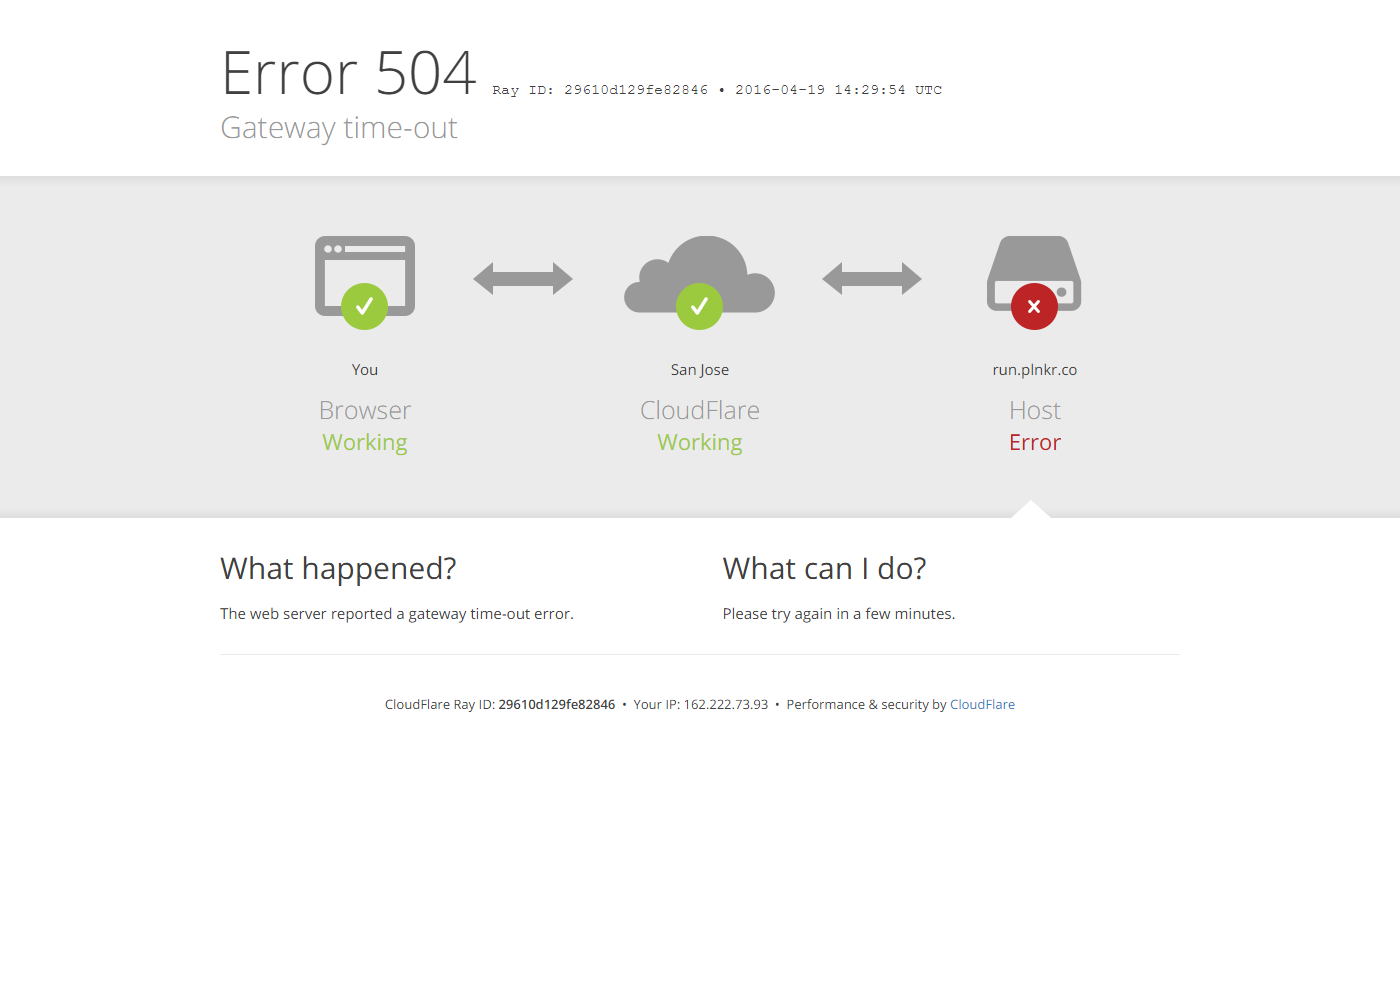 Error 504 Ray ID: 29610d129fe82846 • 2016-04-19 14:29:54 UTC
Gateway time-out
You
Browser
Working
San Jose
CloudFlare
Working
run.plnkr.co
Host
Error
What happened?
The web server reported a gateway time-out error.
What can I do?
Please try again in a few minutes.
CloudFlare Ray ID: 29610d129fe82846 • Your IP: 162.222.73.93 • Performance & security by CloudFlare